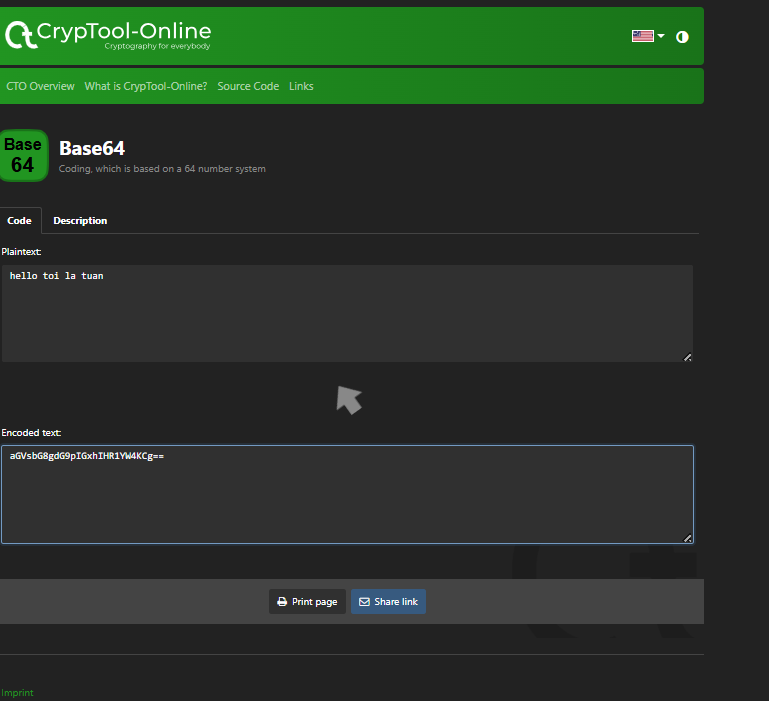 CrypTool-Online
Cryptography for everybody
CTO Overview What is CrypTool-Online? Source Code Links
Base
64
Base64
Coding, which is based on a 64 number system
Code Description
Plaintext:
hello toi la tuan
Encoded text:
aGVsbG8gdG9pIGxhIHR1YW4KCg==
Print page Share link
Imprint